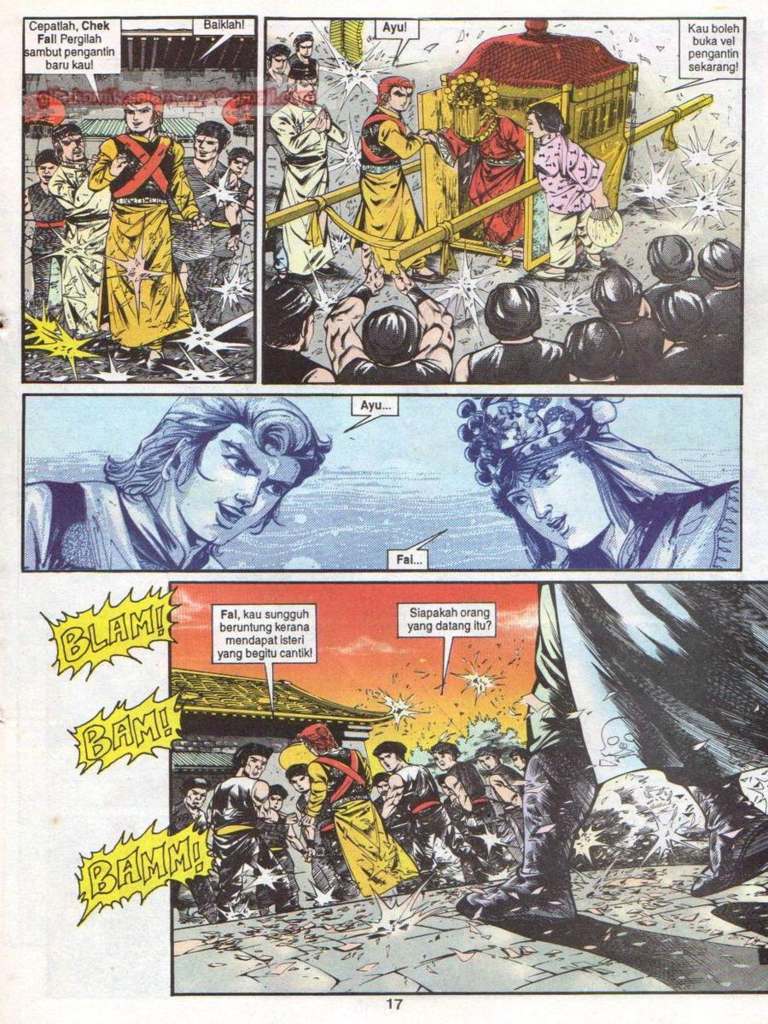 Cepatlah, Chek
Fai! Pergilah
sambut pengantin
baru kau!
Baiklah!
Ayu!
Kau boleh
buka vel
pengantin
sekarang!
Ayu...
Fai...
BLAM!
BAM!
BAMM!
Fai, kau sungguh
beruntung kerana
mendapat isteri
yang begitu cantik!
Siapakah orang
yang datang itu?
17